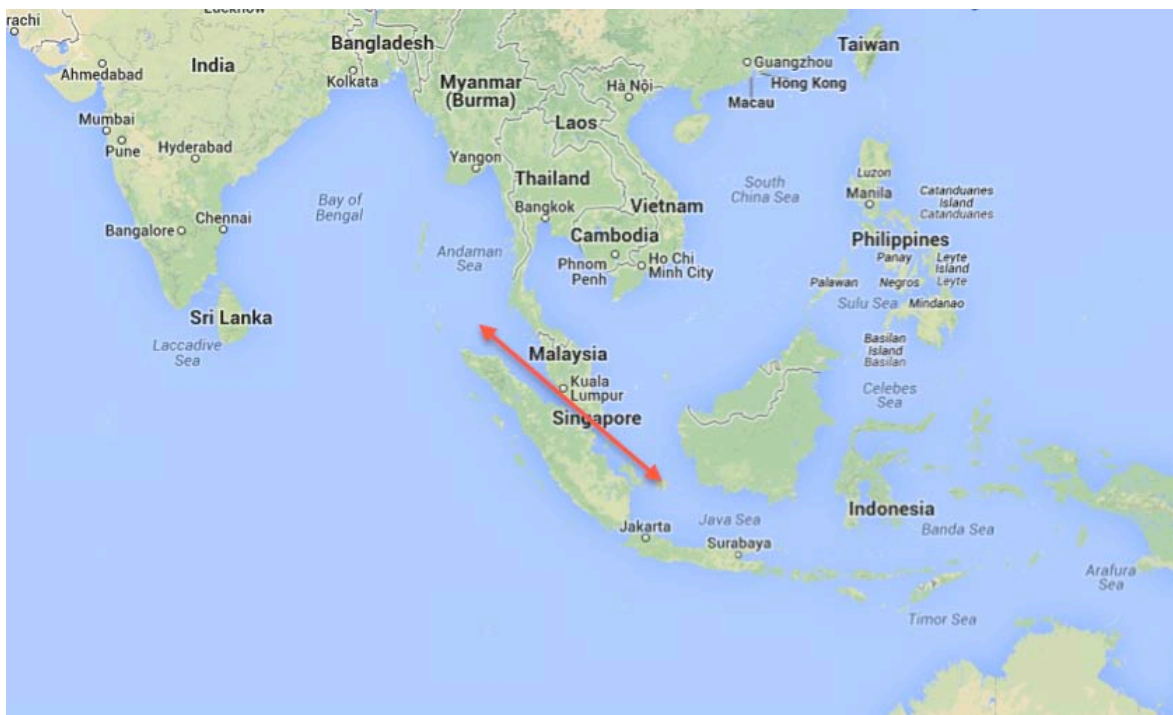 Lucknow
rachi
Ahmedabad
India
Bangladesh
Kolkata
Myanmar
(Burma)
Hà Nội
Laos
Taiwan
Guangzhou
Hong Kong
Macau
Mumbai
Pune
Hyderabad
Yangon
Thailand
Bangkok
Vietnam
Cambodia
Phnom
Penh
Ho Chi
Minh City
South
China Sea
Luzon
Manila
Catanduanes
Island
Catanduanes
Philippines
Panay
Leyte
Island
Leyte
Palawan
Negros
Sulu Sea
Mindanao
Bay of
Bengal
Chennai
Bangalore
Andaman
Sea
Sri Lanka
Laccadive
Sea
Basilan
Island
Basilan
Malaysia
Kuala
Lumpur
Singapore
Celebes
Sea
Indonesia
Jakarta
Java Sea
Surabaya
Banda Sea
Arafura
Sea
Timor Sea